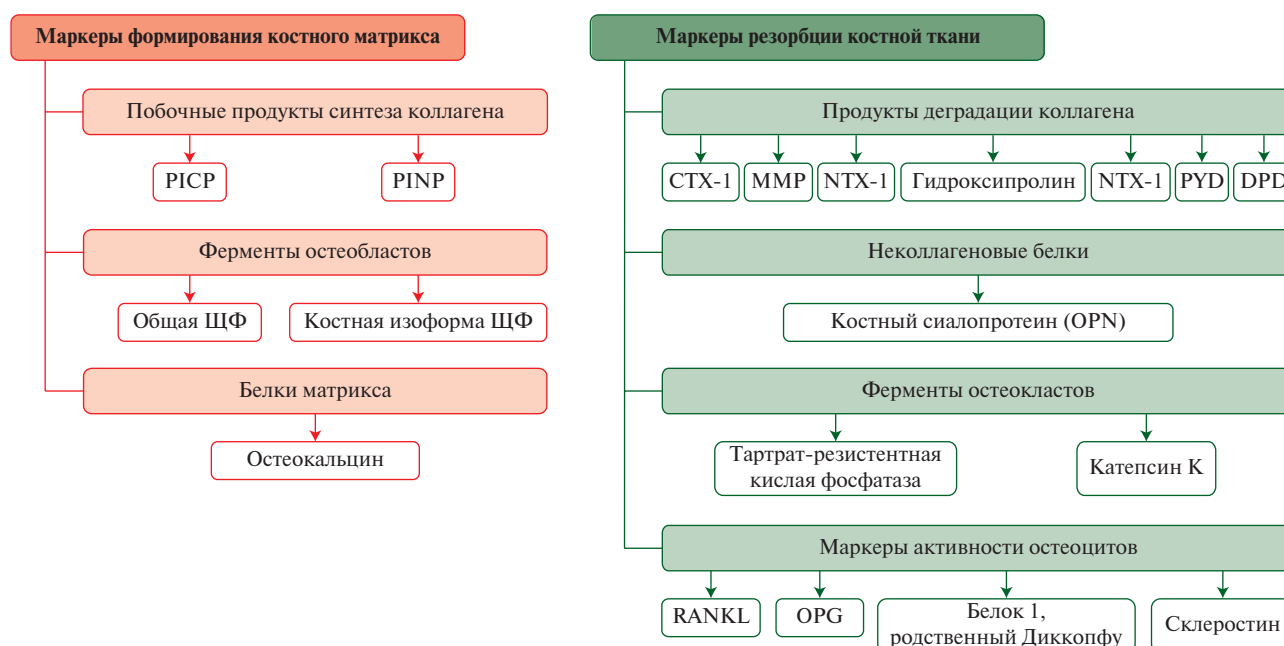 Маркеры формирования костного матрикса
Побочные продукты синтеза коллагена
PICP
PINP
Ферменты остеобластов
Общая ЩФ
Костная изоформа ЩФ
Белки матрикса
Остеокальцин
Маркеры резорбции костной ткани
Продукты деградации коллагена
CTX-1
MMP
NTX-1
Гидроксипролин
NTX-1
PYD
DPD
Неколлагеновые белки
Костный сиалопротеин (OPN)
Ферменты остеокластов
Тартрат-резистентная
кислая фосфатаза
Катепсин К
Маркеры активности остеоцитов
RANKL
OPG
Белок 1,
родственный Диккопфу
Склеростин